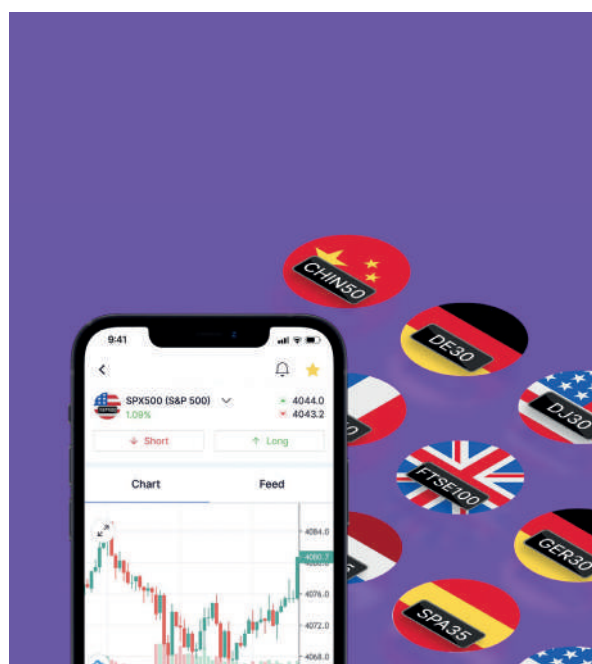 CHIN50
DE30
9:41
SPX500 (S&P 500)
1.09%
4044.0
4043.2
Short
Long
DJ30
Chart
Feed
FTSE100
4084.0
4080.7
GER30
4076.0
4072.0
SPA35
4068.0